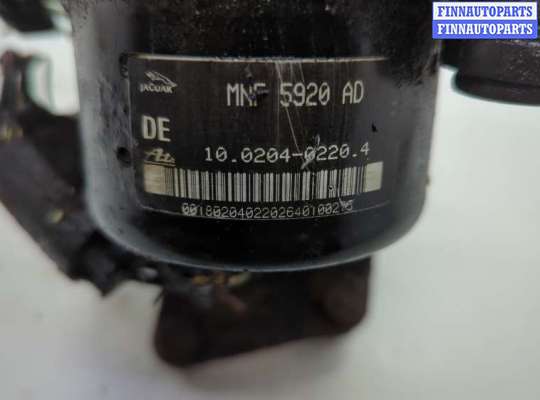 FINNAUTOPARTS
FINNAUTOPARTS
JAGUAR
MNF 5920 AD
DE
10.0204-0220.4